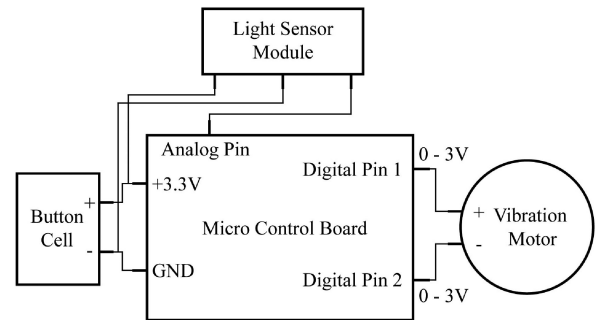 Light Sensor
Module
Analog Pin
+3.3V
Digital Pin 1
0 - 3V
Button
Cell
+
-
Micro Control Board
+
-
Vibration
Motor
GND
Digital Pin 2
0 - 3V